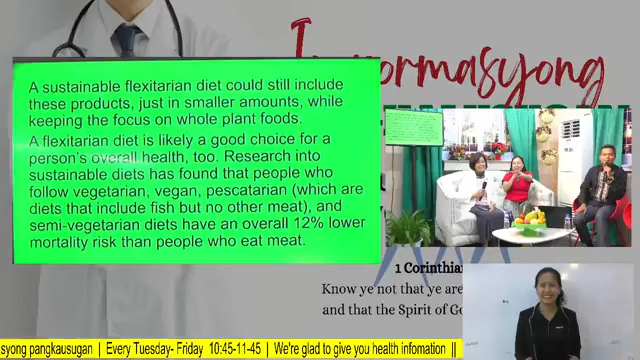 A sustainable flexitarian diet could still include
these products, just in smaller amounts, while
keeping the focus on whole plant foods.
A flexitarian diet is likely a good choice for a
person's overall health, too. Research into
sustainable diets has found that people who
follow vegetarian, vegan, pescatarian (which are
diets that include fish but no other meat), and
semi-vegetarian diets have an overall 12% lower
mortality risk than people who eat meat.
ormasyong
1 Corinthian
Know ye not that ye are
and that the Spirit of Go
syong pangkausugan | Every Tuesday- Friday 10:45-11-45 | We're glad to give you health infomation ||